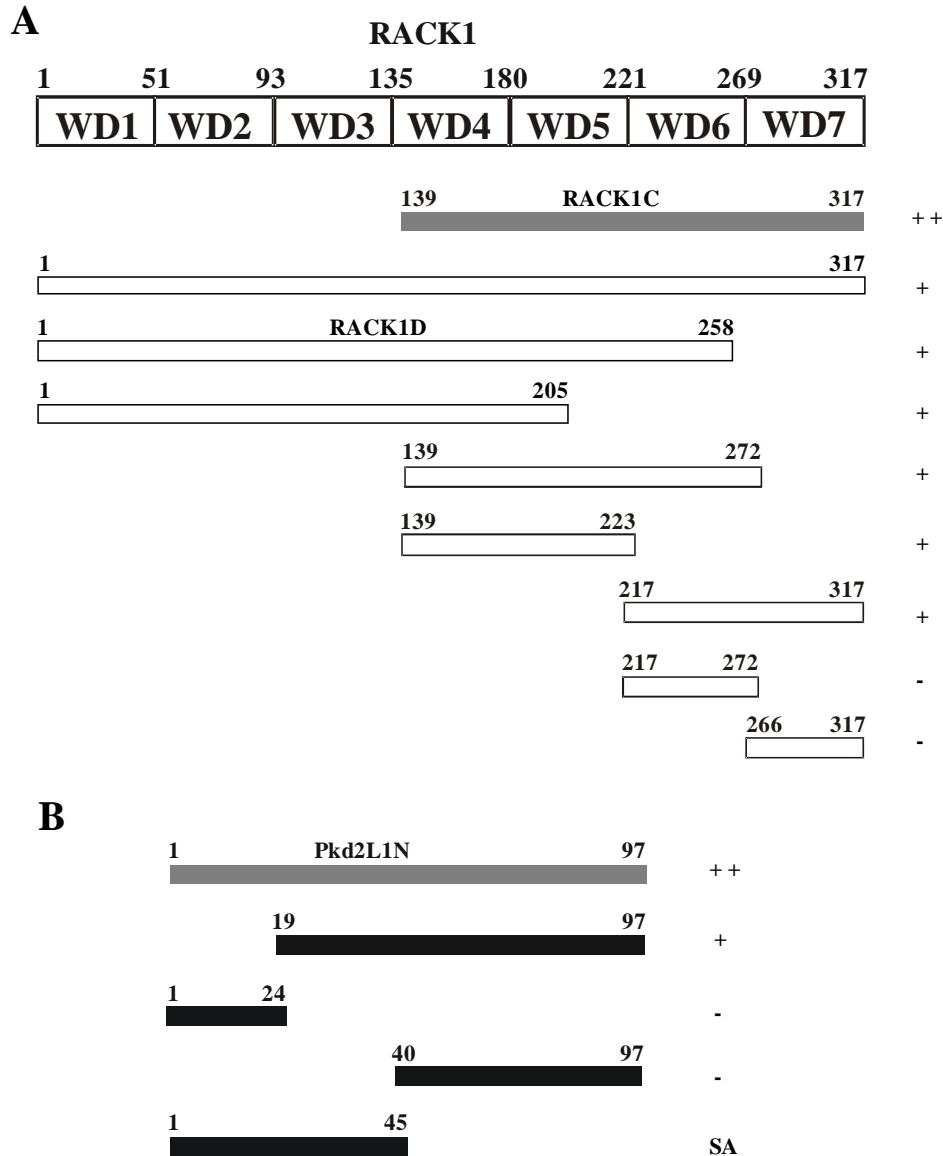 A
RACK1
1 51 93 135 180 221 269 317
WD1 WD2 WD3 WD4 WD5 WD6 WD7
139 RACK1C 317
++
1 317
+
1 RACK1D 258
+
1 205
+
139 272
+
139 223
+
217 317
+
217 272
-
266 317
-
B
1 Pkd2L1N 97
++
19 97
+
1 24
-
40 97
-
1 45
SA